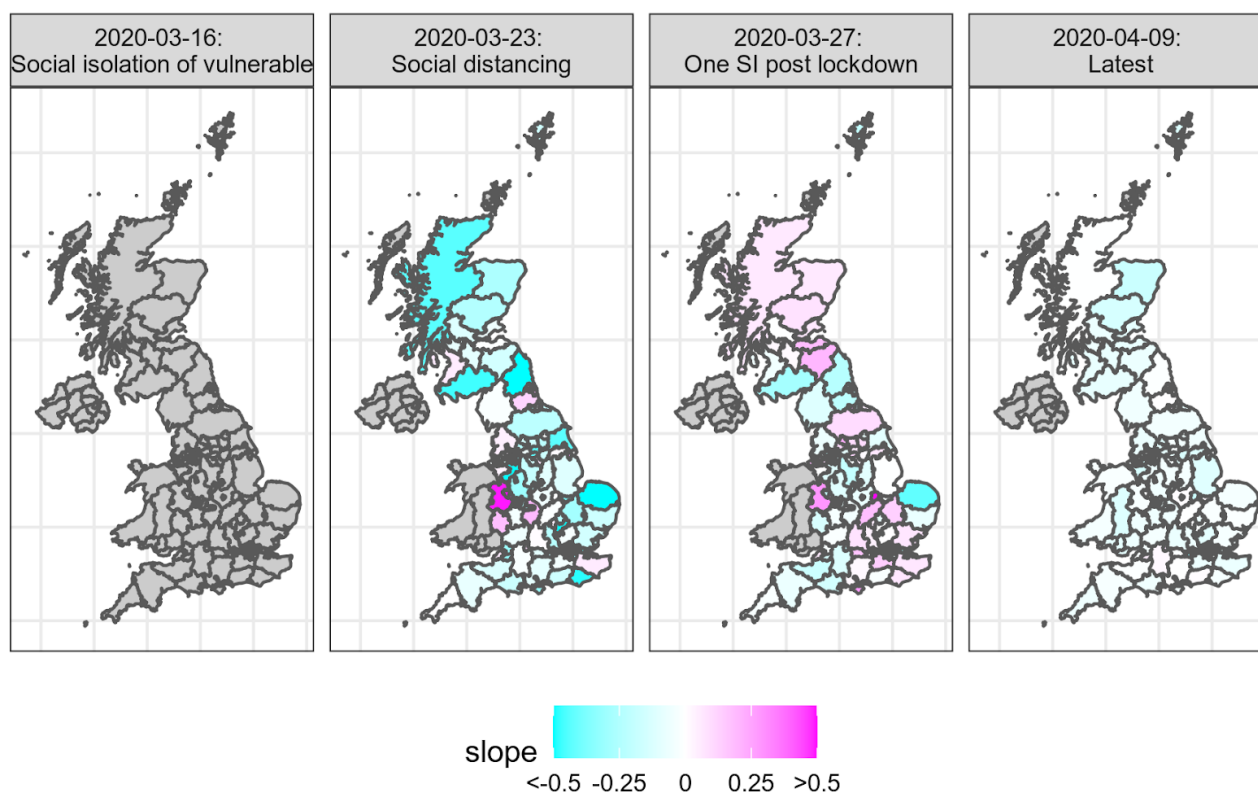 2020-03-16:
Social isolation of vulnerable
2020-03-23:
Social distancing
2020-03-27:
One SI post lockdown
2020-04-09:
Latest
slope
<-0.5 -0.25 0 0.25 >0.5